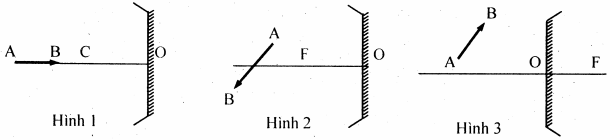 A B C O
Hình 1
A
F O
B
Hình 2
B
A O F
Hình 3